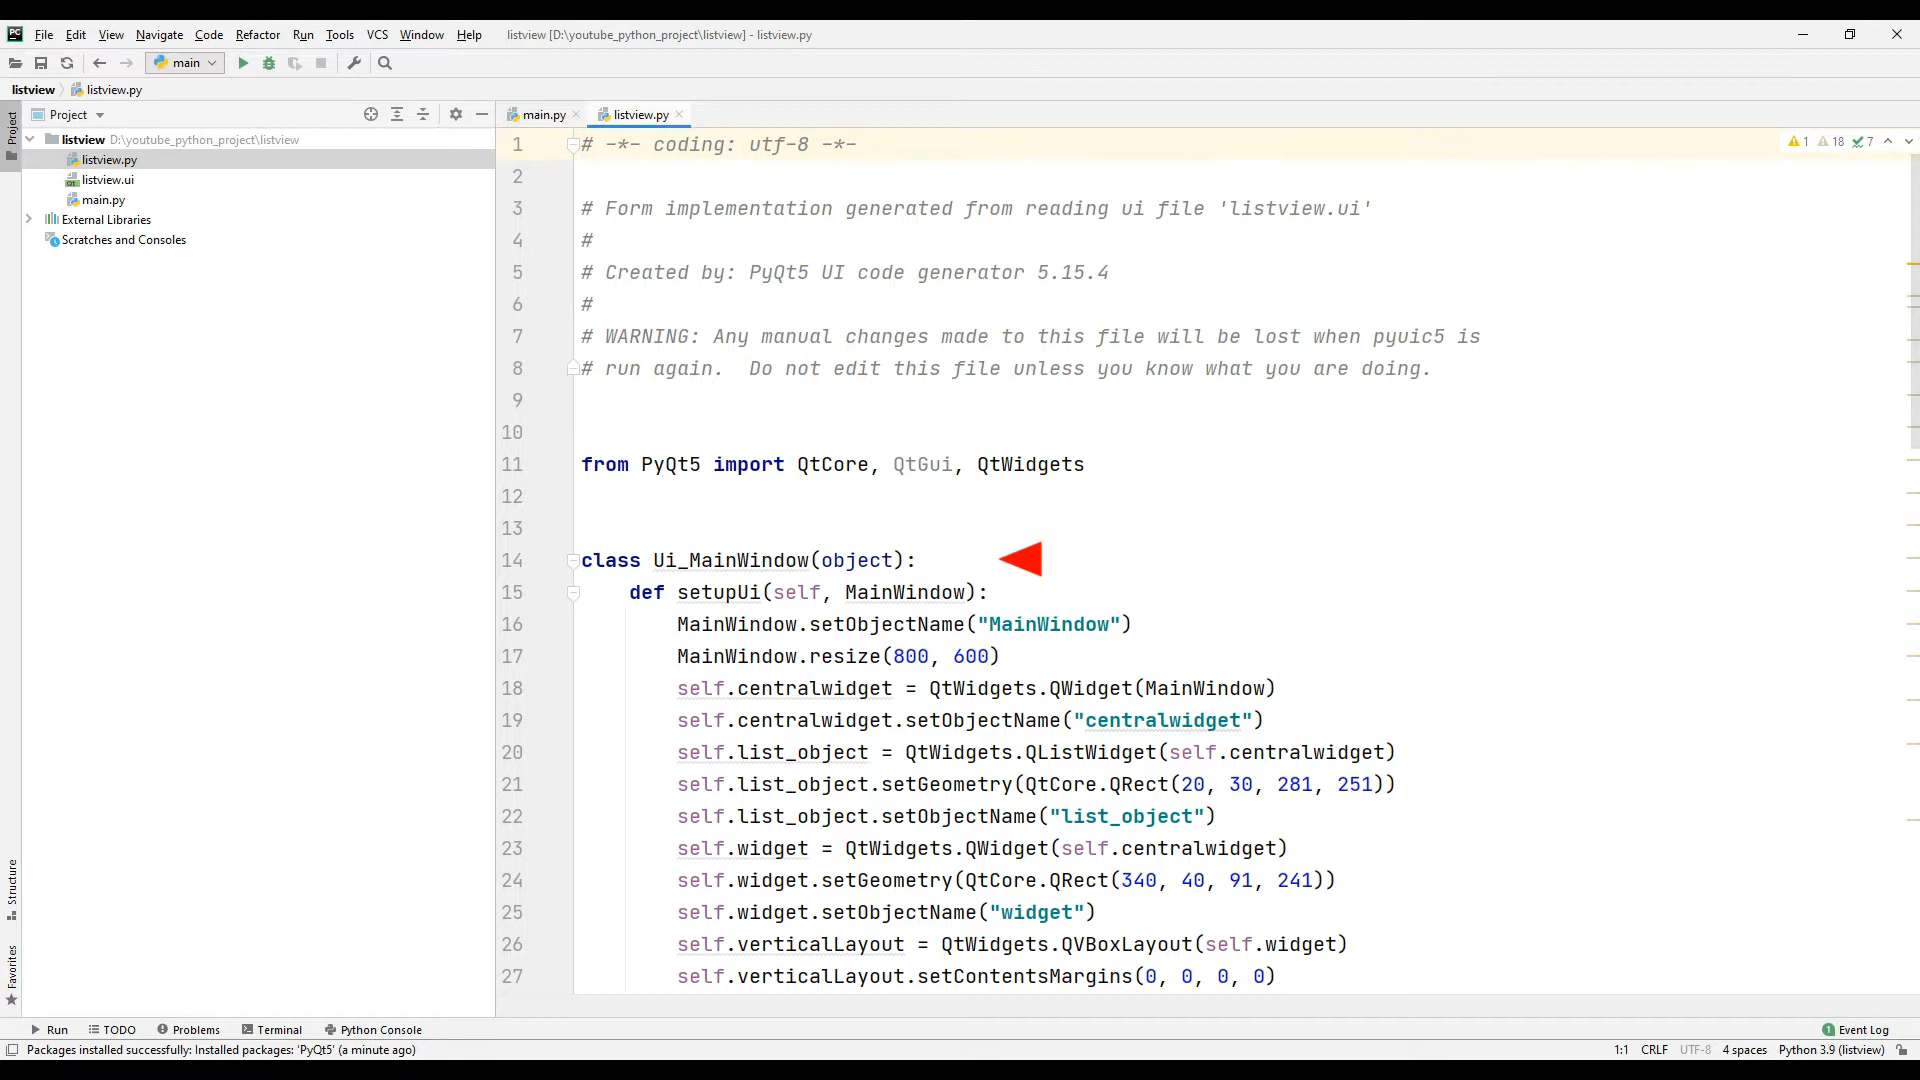 PC File Edit View Navigate Code Refactor Run Tools VCS Window Help listview [D:\youtube_python_project\listview] - listview.py
main
listview listview.py
Project
main.py listview.py
Project
listview D:\youtube_python_project\listview
listview.py
listview.ui
main.py
External Libraries
Scratches and Consoles
1 18 7
1 # -*- coding: utf-8 -*-
2
3 # Form implementation generated from reading ui file 'listview.ui'
4 #
5 # Created by: PyQt5 UI code generator 5.15.4
6 #
7 # WARNING: Any manual changes made to this file will be lost when pyuic5 is
8 # run again.  Do not edit this file unless you know what you are doing.
9
10
11 from PyQt5 import QtCore, QtGui, QtWidgets
12
13
14 class Ui_MainWindow(object):
15 def setupUi(self, MainWindow):
16 MainWindow.setObjectName("MainWindow")
17 MainWindow.resize(800, 600)
18 self.centralwidget = QtWidgets.QWidget(MainWindow)
19 self.centralwidget.setObjectName("centralwidget")
20 self.list_object = QtWidgets.QListWidget(self.centralwidget)
21 self.list_object.setGeometry(QtCore.QRect(20, 30, 281, 251))
22 self.list_object.setObjectName("list_object")
23 self.widget = QtWidgets.QWidget(self.centralwidget)
24 self.widget.setGeometry(QtCore.QRect(340, 40, 91, 241))
25 self.widget.setObjectName("widget")
26 self.verticalLayout = QtWidgets.QVBoxLayout(self.widget)
27 self.verticalLayout.setContentsMargins(0, 0, 0, 0)
Structure
Favorites
Run TODO Problems Terminal Python Console 1 Event Log
Packages installed successfully: Installed packages: 'PyQt5' (a minute ago) 1:1 CRLF UTF-8 4 spaces Python 3.9 (listview)